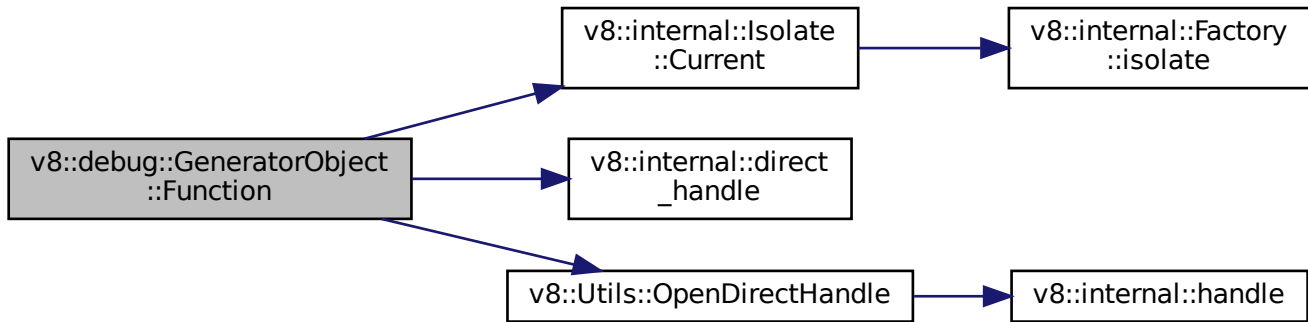 v8::debug::GeneratorObject
::Function
v8::internal::Isolate
::Current
v8::internal::Factory
::isolate
v8::internal::direct
_handle
v8::Utils::OpenDirectHandle
v8::internal::handle